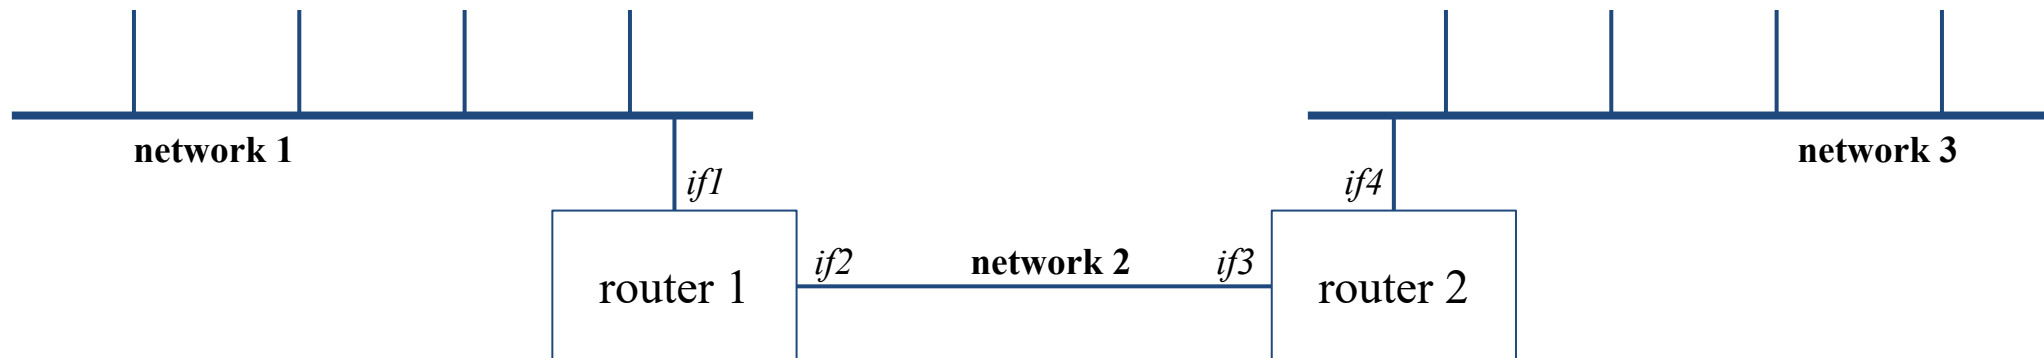 network 1
network 3
if1
if4
if2
network 2
if3
router 1
router 2